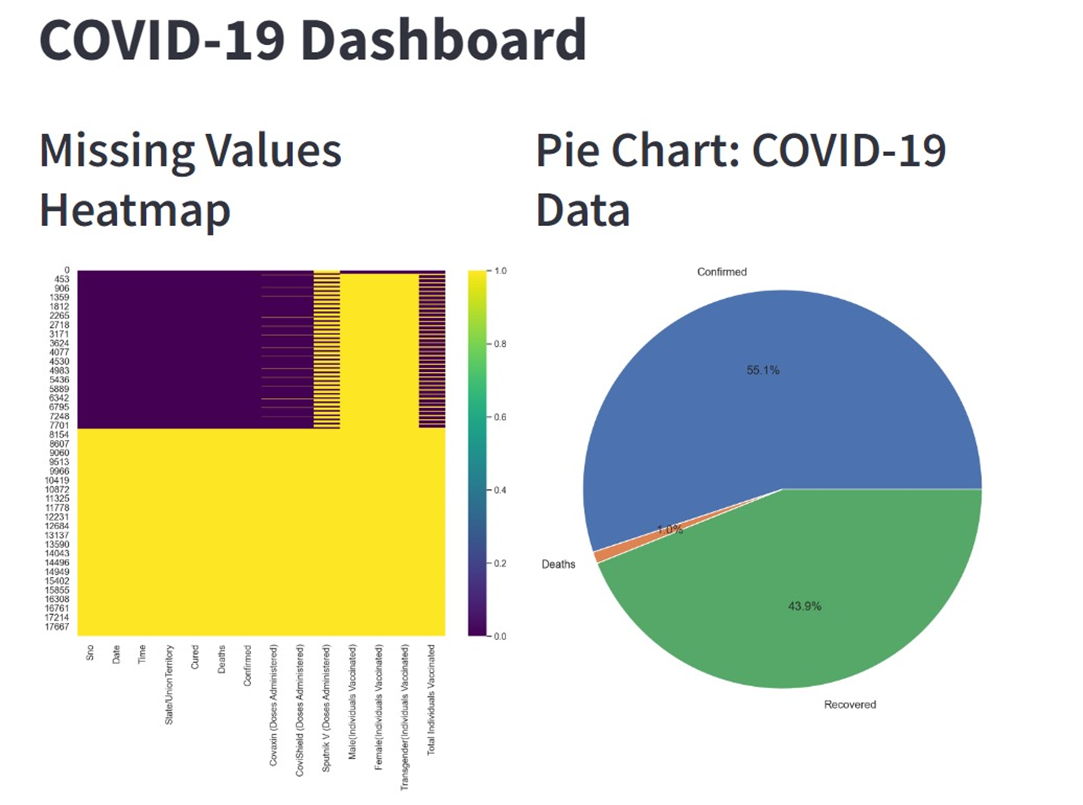 COVID-19 Dashboard
Missing Values
Heatmap
0
453
906
1359
1812
2265
2718
3171
3624
4077
4530
4983
5436
5889
6342
6795
7248
7701
8154
8607
9060
9513
9966
10419
10872
11325
11778
12231
12684
13137
13590
14043
14496
14949
15402
15855
16308
16761
17214
17667
Sno
Date
Time
State/UnionTerritory
Cured
Deaths
Confirmed
Covaxin (Doses Administered)
CoviShield (Doses Administered)
Sputnik V (Doses Administered)
Male(Individuals Vaccinated)
Female(Individuals Vaccinated)
Transgender(Individuals Vaccinated)
Total Individuals Vaccinated
1.0
0.8
0.6
0.4
0.2
0.0
Pie Chart: COVID-19
Data
Confirmed
55.1%
1.0%
Deaths
43.9%
Recovered